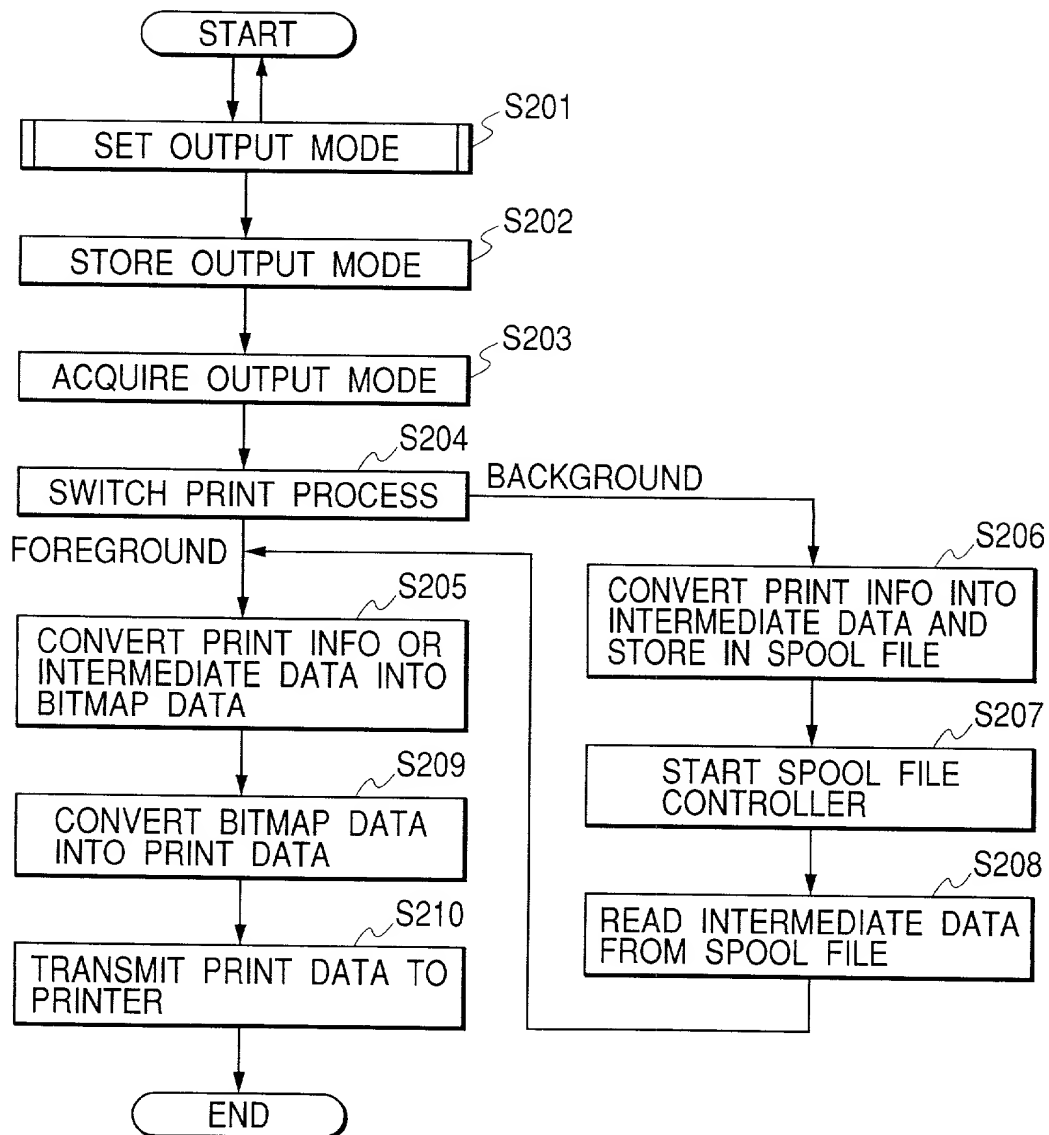 START
S201
SET OUTPUT MODE
S202
STORE OUTPUT MODE
S203
ACQUIRE OUTPUT MODE
S204
SWITCH PRINT PROCESS
BACKGROUND
FOREGROUND
S205
CONVERT PRINT INFO OR
INTERMEDIATE DATA INTO
BITMAP DATA
S209
CONVERT BITMAP DATA
INTO PRINT DATA
S210
TRANSMIT PRINT DATA TO
PRINTER
END
S206
CONVERT PRINT INFO INTO
INTERMEDIATE DATA AND
STORE IN SPOOL FILE
S207
START SPOOL FILE
CONTROLLER
S208
READ INTERMEDIATE DATA
FROM SPOOL FILE